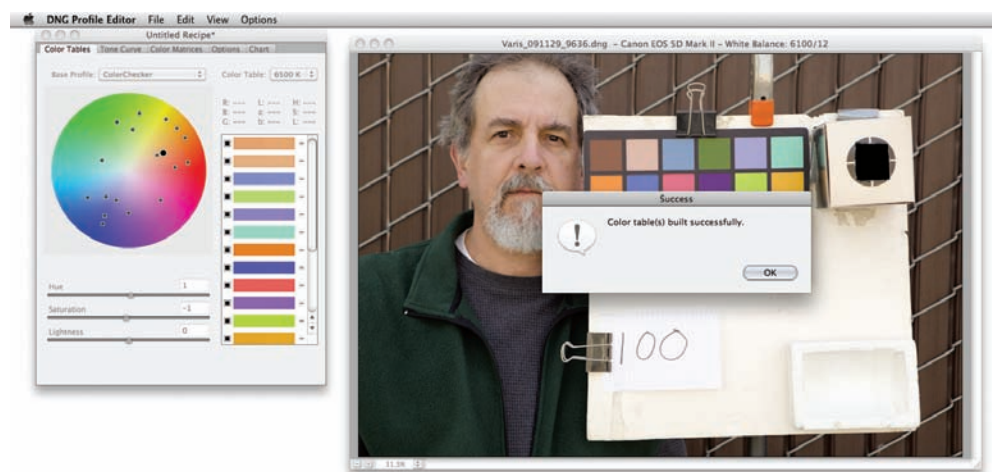 DNG Profile Editor File Edit View Options
Untitled Recipe*
Color Tables Tone Curve Color Matrices Options Chart
Base Profile: ColorChecker Color Table: 6500 K
R: --- L: --- H: ---
B: --- a: --- S: ---
G: --- b: --- L: ---
Hue 1
Saturation -1
Lightness 0
Varis_091129_9636.dng - Canon EOS 5D Mark II - White Balance: 6100/12
Success
Color table(s) built successfully.
OK
100
31.5%